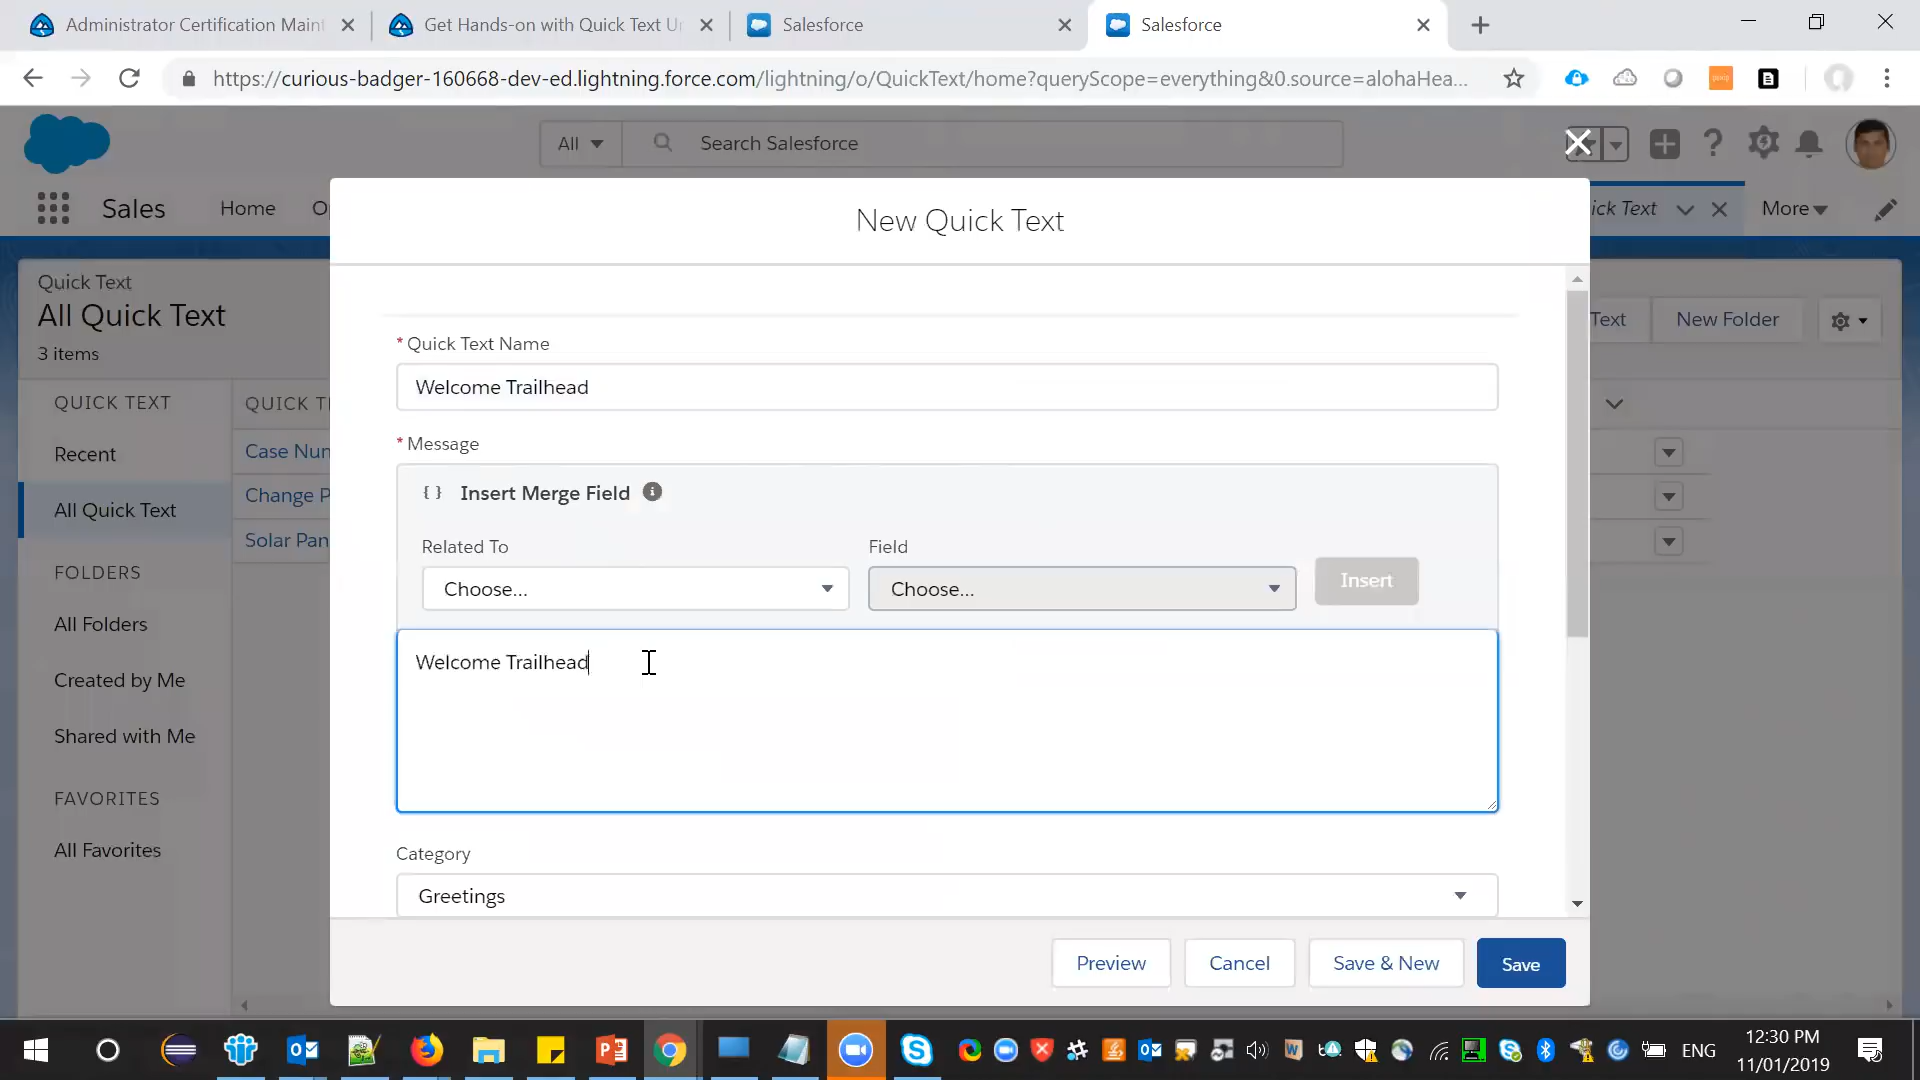 Administrator Certification Maint
Get Hands-on with Quick Text Up
Salesforce
Salesforce
https://curious-badger-160668-dev-ed.lightning.force.com/lightning/o/QuickText/home?queryScope=everything&0.source=alohaHea...
All
Search Salesforce
Sales
Home
ick Text
More
New Quick Text
Quick Text
All Quick Text
3 items
Text
New Folder
* Quick Text Name
Welcome Trailhead
QUICK TEXT
Recent
All Quick Text
FOLDERS
All Folders
Created by Me
Shared with Me
FAVORITES
All Favorites
QUICK T
Case Nun
Change P
Solar Pan
* Message
{ } Insert Merge Field
Related To
Field
Choose...
Choose...
Insert
Welcome Trailhead
Category
Greetings
Preview
Cancel
Save & New
Save
ENG
12:30 PM
11/01/2019